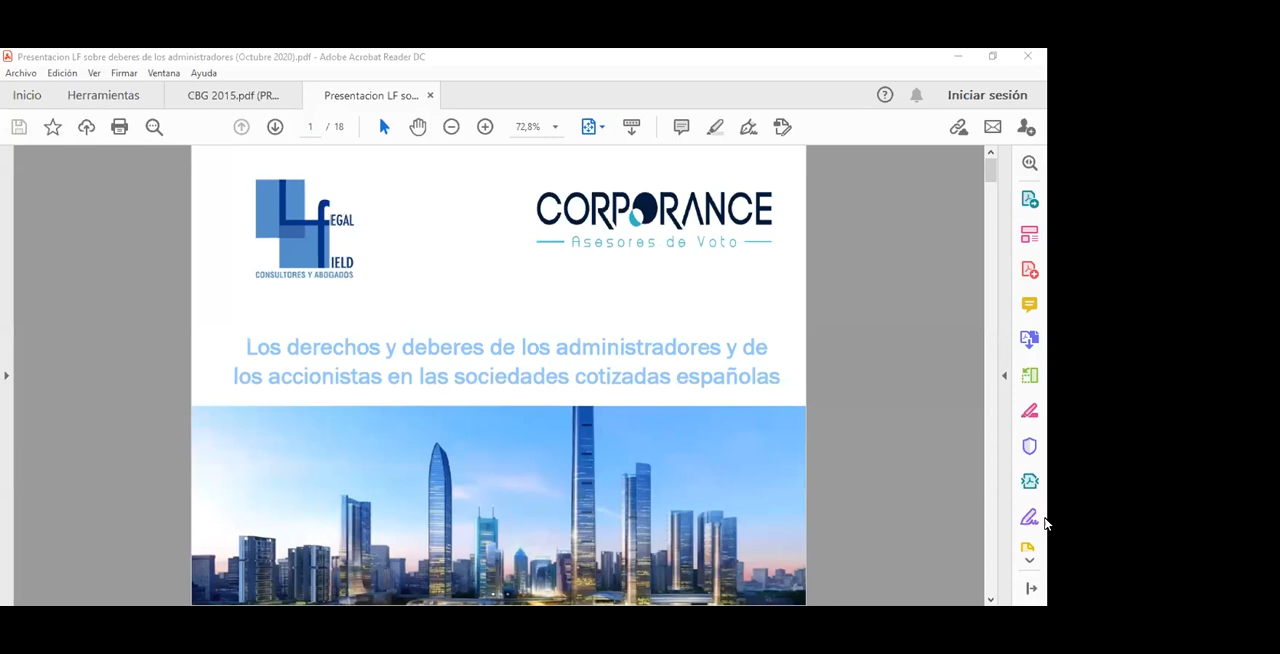 Presentacion LF sobre deberes de los administradores (Octubre 2020).pdf - Adobe Acrobat Reader DC
Archivo Edición Ver Firmar Ventana Ayuda
Inicio Herramientas CBG 2015.pdf (PR... Presentacion LF so... × Iniciar sesión
1 / 18 72,8%
LF EGAL
IELD
CONSULTORES Y ABOGADOS
CORPORANCE
Asesores de Voto
Los derechos y deberes de los administradores y de
los accionistas en las sociedades cotizadas españolas